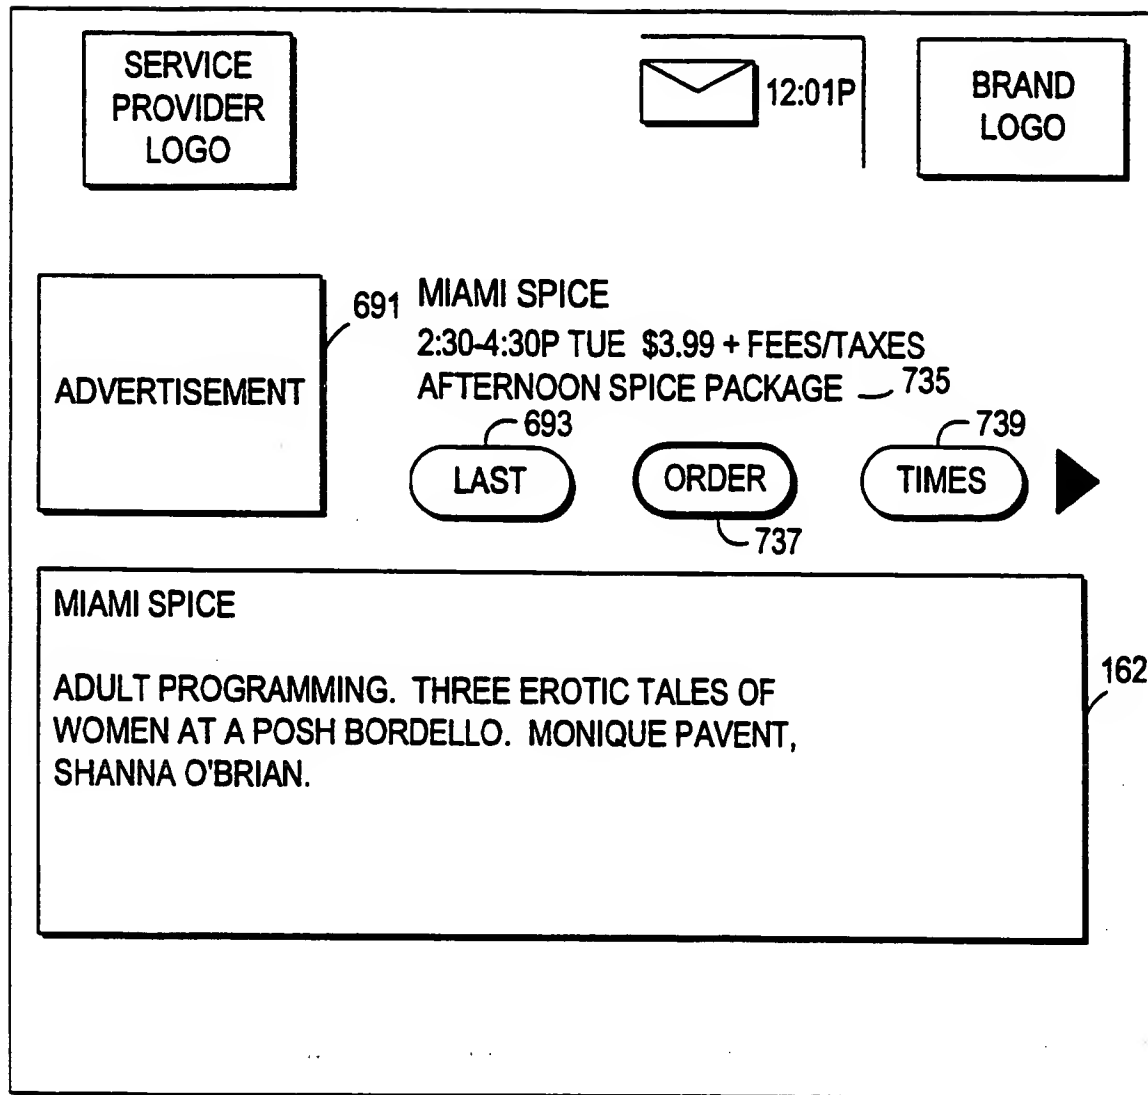 SERVICE
PROVIDER
LOGO
12:01P
BRAND
LOGO
ADVERTISEMENT
691
MIAMI SPICE
2:30-4:30P TUE $3.99 + FEES/TAXES
AFTERNOON SPICE PACKAGE 735
693
739
LAST
ORDER
TIMES
737
MIAMI SPICE
ADULT PROGRAMMING. THREE EROTIC TALES OF
WOMEN AT A POSH BORDELLO. MONIQUE PAVENT,
SHANNA O'BRIAN.
162